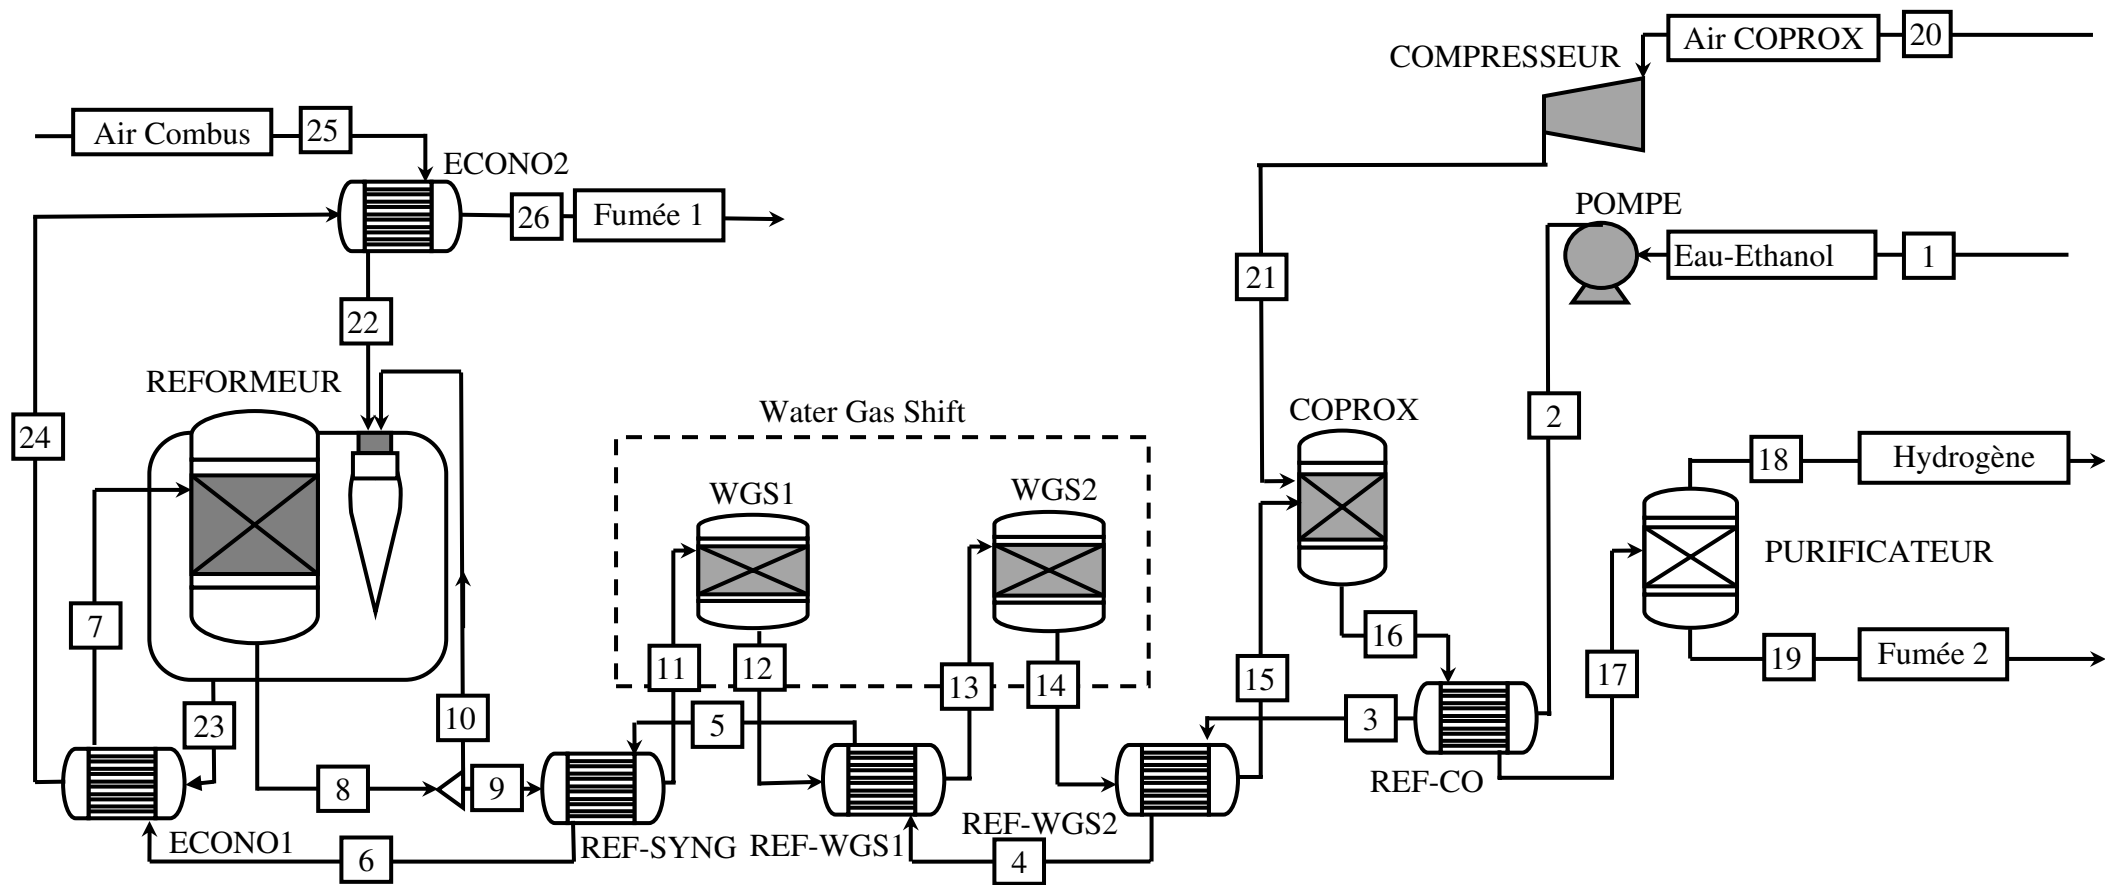 Air COPROX
20
COMPRESSEUR
Air Combus
25
ECONO2
26
Fumée 1
POMPE
Eau-Ethanol
1
21
22
REFORMEUR
24
Water Gas Shift
COPROX
2
18
Hydrogène
WGS1
WGS2
PURIFICATEUR
7
16
11
12
13
14
15
17
19
Fumée 2
23
10
5
3
8
9
REF-CO
ECONO1
6
REF-SYNG
REF-WGS1
REF-WGS2
4